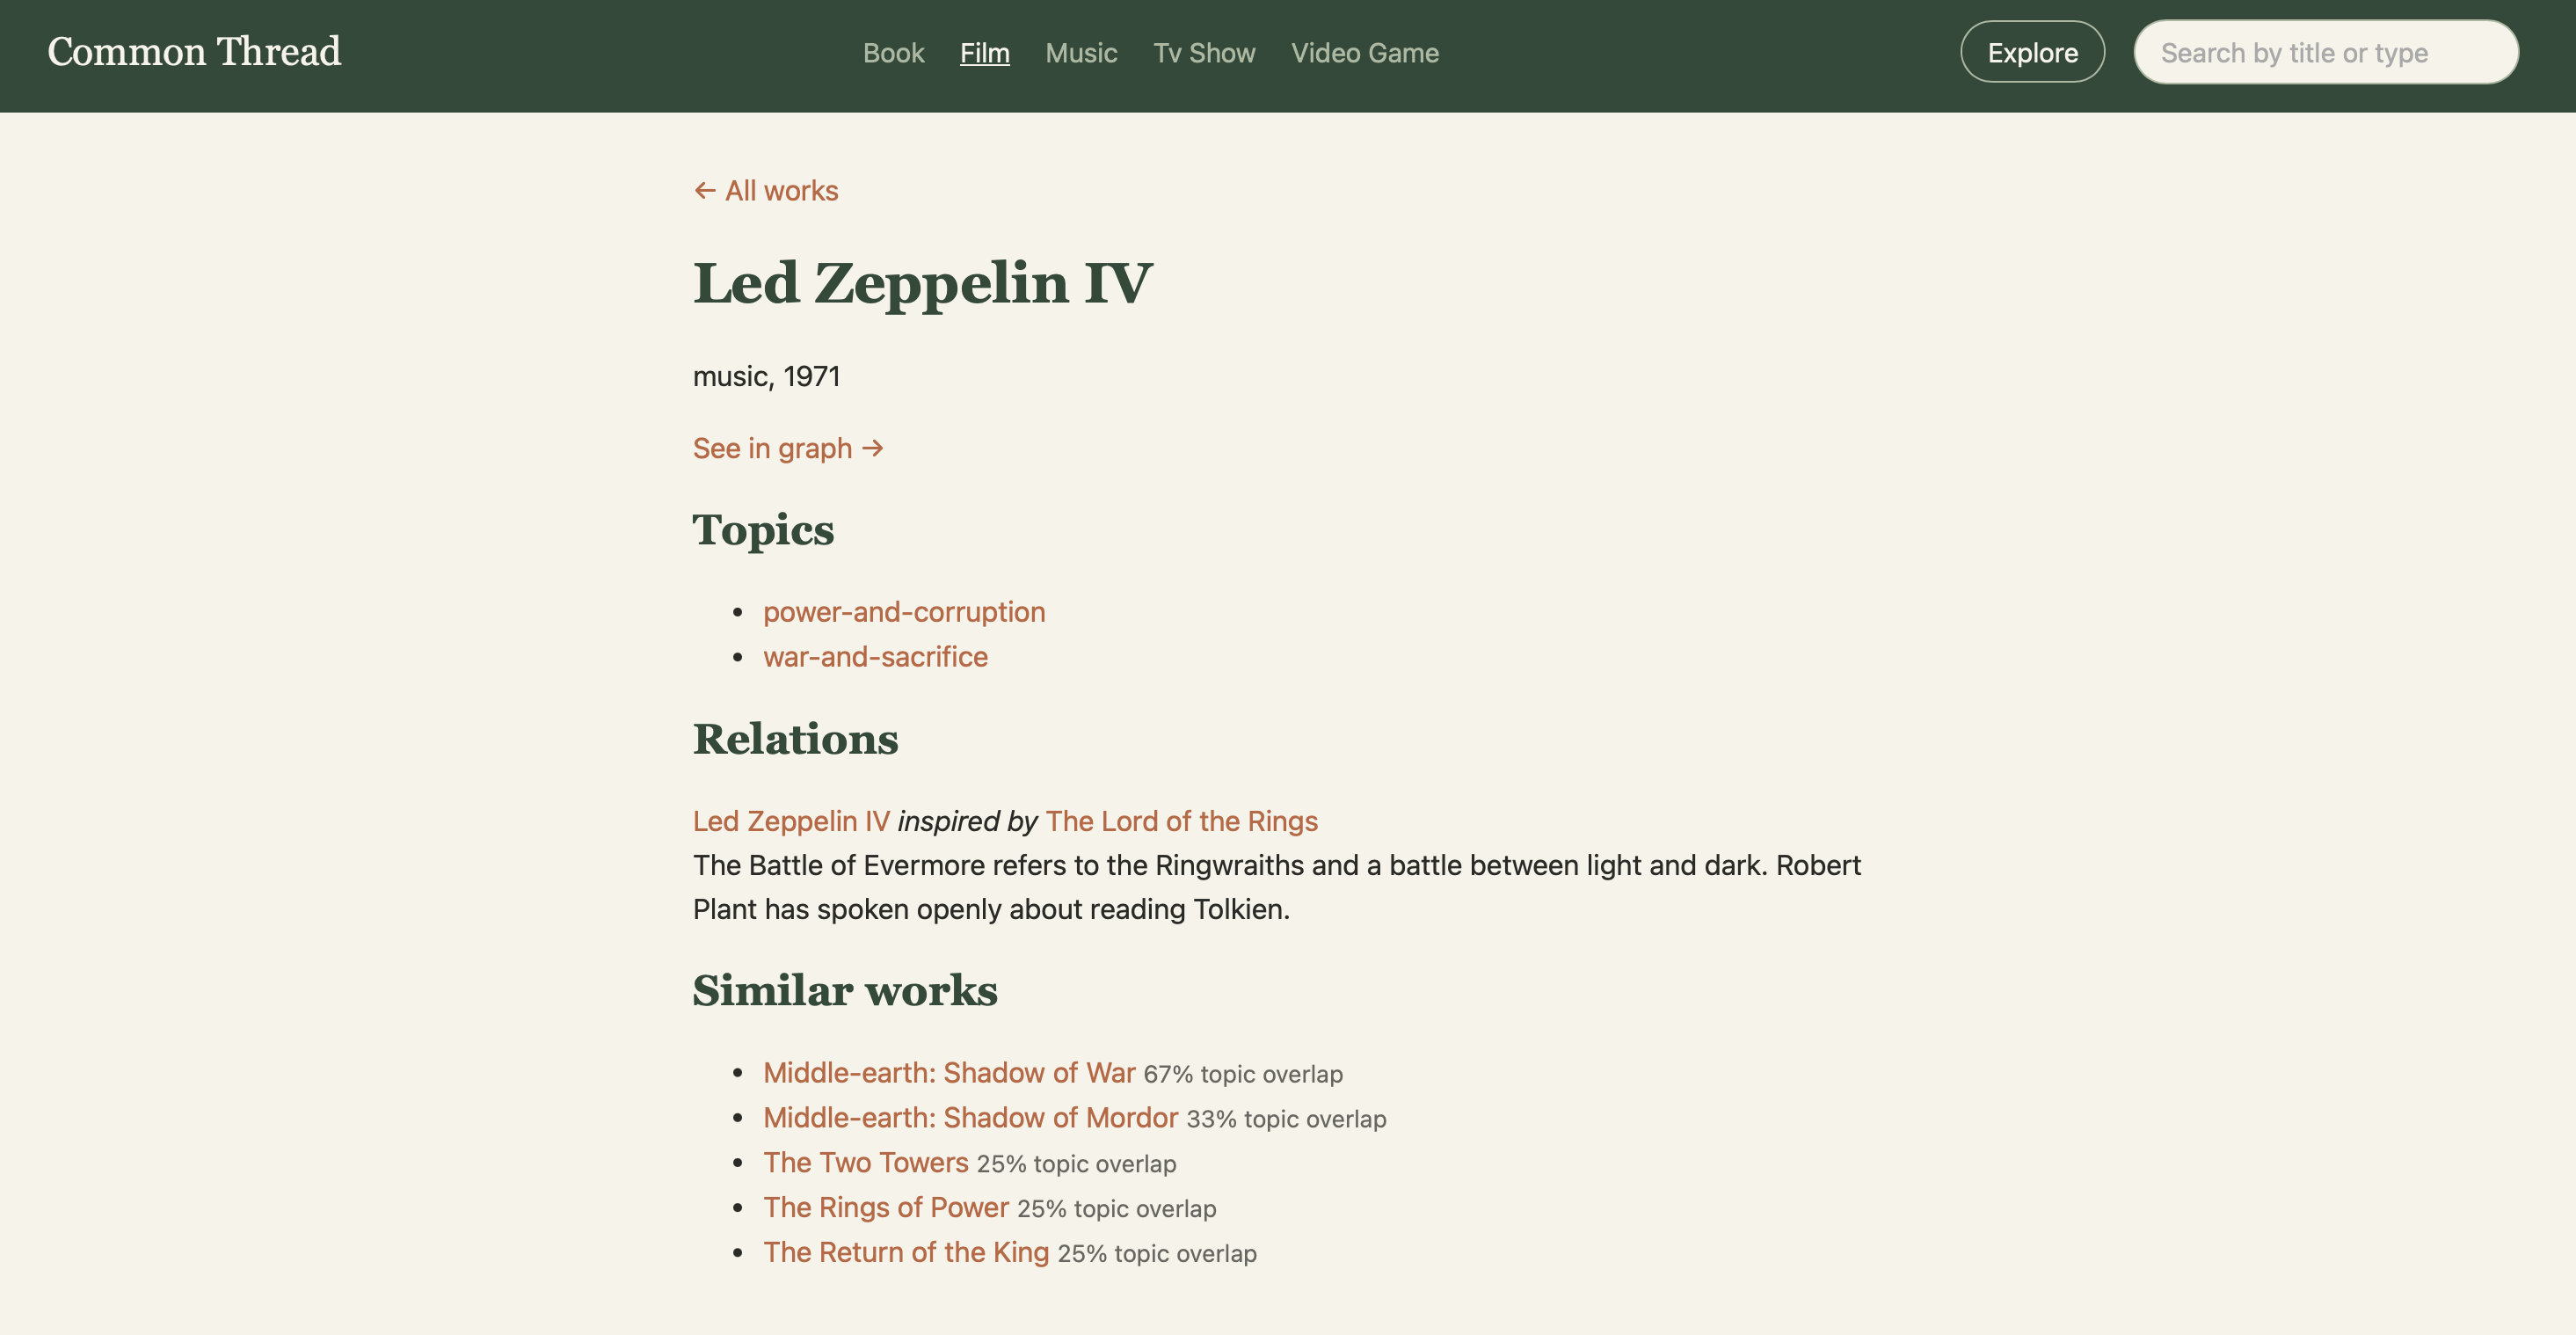 Common Thread
Book Film Music Tv Show Video Game
Explore
Search by title or type
← All works
Led Zeppelin IV
music, 1971
See in graph →
Topics
• power-and-corruption
• war-and-sacrifice
Relations
Led Zeppelin IV inspired by The Lord of the Rings
The Battle of Evermore refers to the Ringwraiths and a battle between light and dark. Robert
Plant has spoken openly about reading Tolkien.
Similar works
• Middle-earth: Shadow of War 67% topic overlap
• Middle-earth: Shadow of Mordor 33% topic overlap
• The Two Towers 25% topic overlap
• The Rings of Power 25% topic overlap
• The Return of the King 25% topic overlap